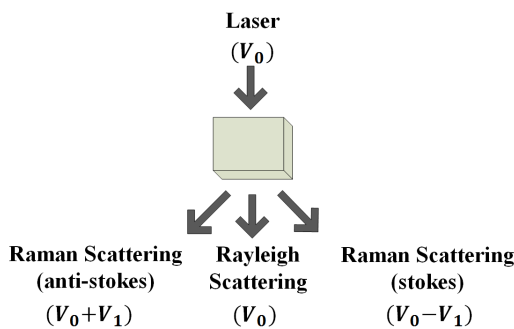 Laser
(V₀)
Raman Scattering
(anti-stokes)
(V₀+V₁)
Rayleigh
Scattering
(V₀)
Raman Scattering
(stokes)
(V₀−V₁)